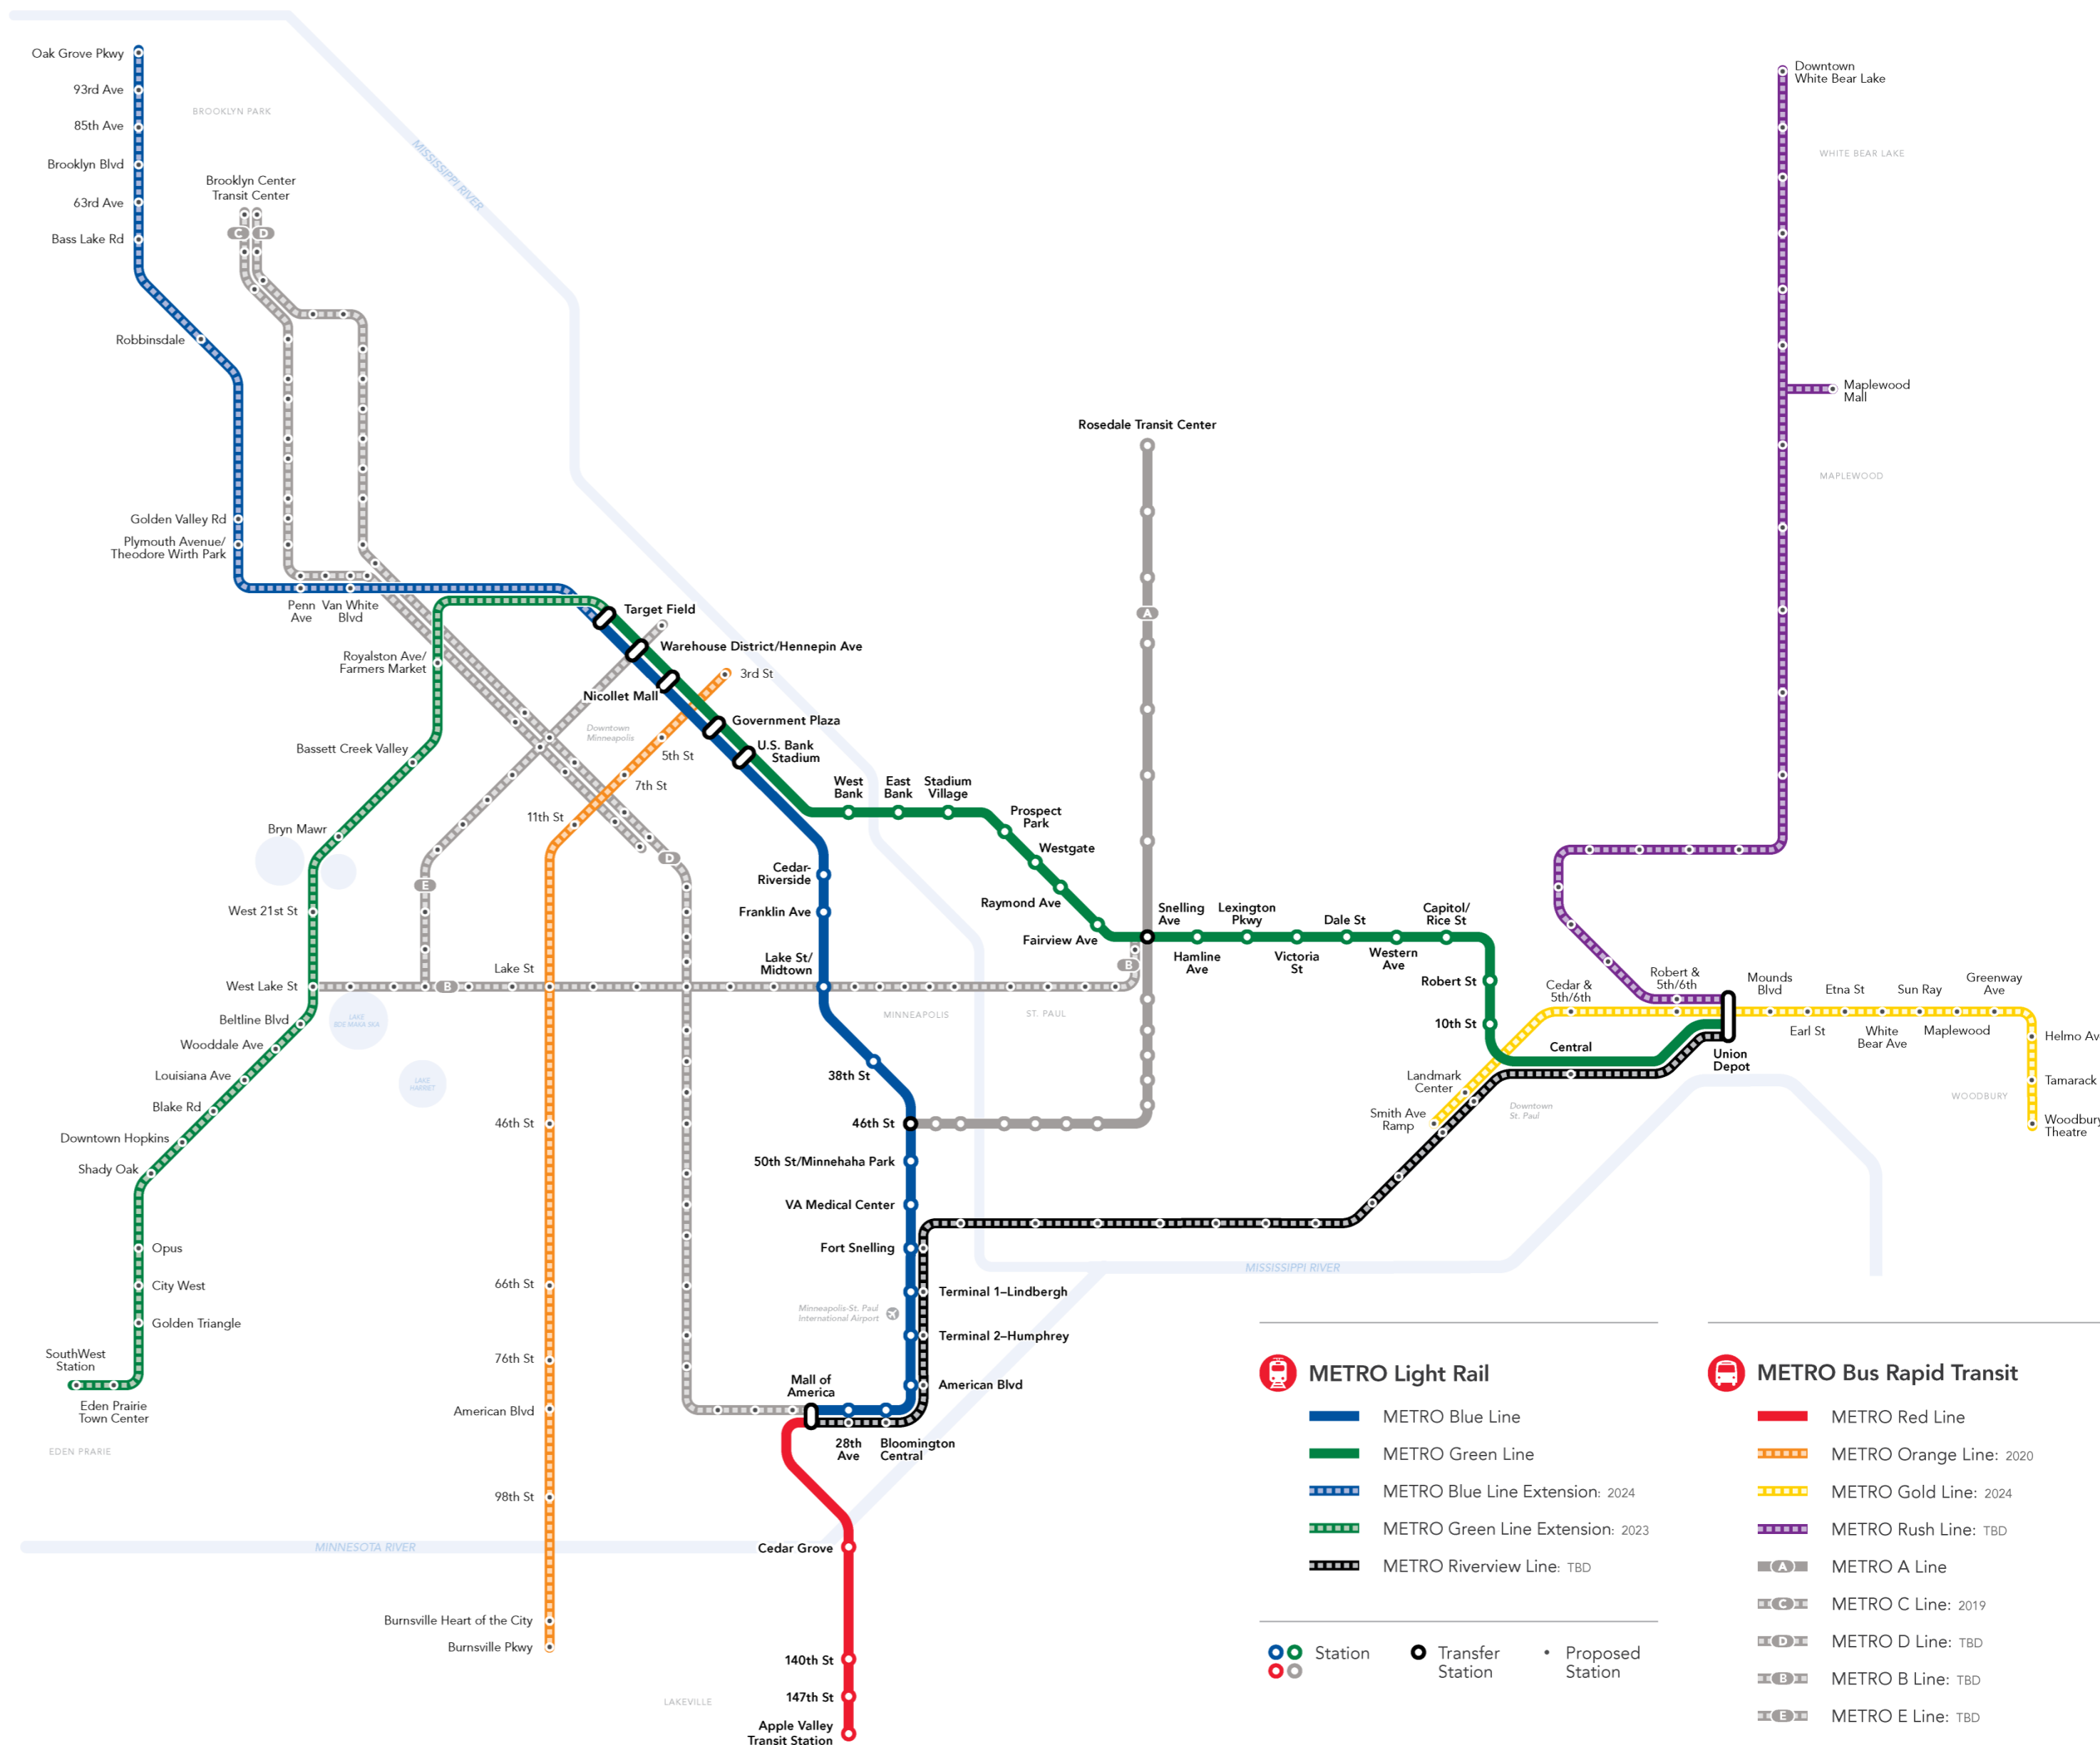 Oak Grove Pkwy
93rd Ave
85th Ave
Brooklyn Blvd
63rd Ave
Bass Lake Rd
Robbinsdale
Golden Valley Rd
Plymouth Avenue/
Theodore Wirth Park
Penn
Ave
Van White
Blvd
BROOKLYN PARK
MISSISSIPPI RIVER
Brooklyn Center
Transit Center
C
D
Royalston Ave/
Farmers Market
Bassett Creek Valley
Bryn Mawr
West 21st St
West Lake St
Beltline Blvd
Wooddale Ave
Louisiana Ave
Blake Rd
Downtown Hopkins
Shady Oak
Opus
City West
Golden Triangle
SouthWest
Station
Eden Prairie
Town Center
EDEN PRARIE
LAKE
BDE MAKA SKA
LAKE
HARRIET
Target Field
Warehouse District/Hennepin Ave
Nicollet Mall
Government Plaza
U.S. Bank
Stadium
Downtown
Minneapolis
3rd St
5th St
7th St
11th St
Lake St
46th St
66th St
76th St
American Blvd
98th St
Burnsville Heart of the City
Burnsville Pkwy
D
E
B
West
Bank
East
Bank
Stadium
Village
Prospect
Park
Westgate
Raymond Ave
Fairview Ave
Cedar-
Riverside
Franklin Ave
Lake St/
Midtown
38th St
46th St
50th St/Minnehaha Park
VA Medical Center
Fort Snelling
Terminal 1–Lindbergh
Terminal 2–Humphrey
American Blvd
Minneapolis-St. Paul
International Airport
Mall of
America
28th
Ave
Bloomington
Central
MINNEAPOLIS
ST. PAUL
B
Rosedale Transit Center
A
Snelling
Ave
Hamline
Ave
Lexington
Pkwy
Victoria
St
Dale St
Western
Ave
Capitol/
Rice St
Robert St
10th St
Central
Union
Depot
Cedar &
5th/6th
Robert &
5th/6th
Landmark
Center
Smith Ave
Ramp
Downtown
St. Paul
Mounds
Blvd
Earl St
Etna St
White
Bear Ave
Sun Ray
Maplewood
Greenway
Ave
Helmo Av
Tamarack
Woodbury
Theatre
WOODBURY
Downtown
White Bear Lake
WHITE BEAR LAKE
Maplewood
Mall
MAPLEWOOD
MISSISSIPPI RIVER
MINNESOTA RIVER
Cedar Grove
140th St
147th St
Apple Valley
Transit Station
LAKEVILLE
METRO Light Rail
METRO Blue Line
METRO Green Line
METRO Blue Line Extension: 2024
METRO Green Line Extension: 2023
METRO Riverview Line: TBD
Station
Transfer
Station
Proposed
Station
METRO Bus Rapid Transit
METRO Red Line
METRO Orange Line: 2020
METRO Gold Line: 2024
METRO Rush Line: TBD
A METRO A Line
C METRO C Line: 2019
D METRO D Line: TBD
B METRO B Line: TBD
E METRO E Line: TBD